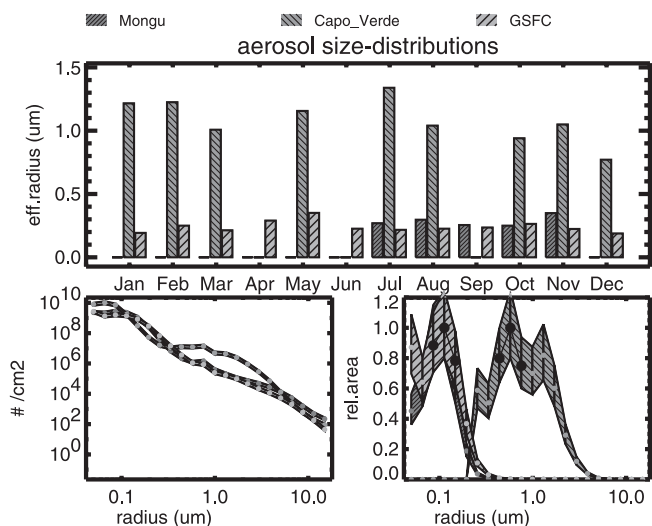 Mongu Capo_Verde GSFC
aerosol size-distributions
eff.radius (um)
1.5
1.0
0.5
0.0
Jan Feb Mar Apr May Jun Jul Aug Sep Oct Nov Dec
# /cm2
10^10
10^8
10^6
10^4
10^2
10^0
0.1 1.0 10.0
radius (um)
rel.area
1.2
1.0
0.8
0.6
0.4
0.2
0.0
0.1 1.0 10.0
radius (um)